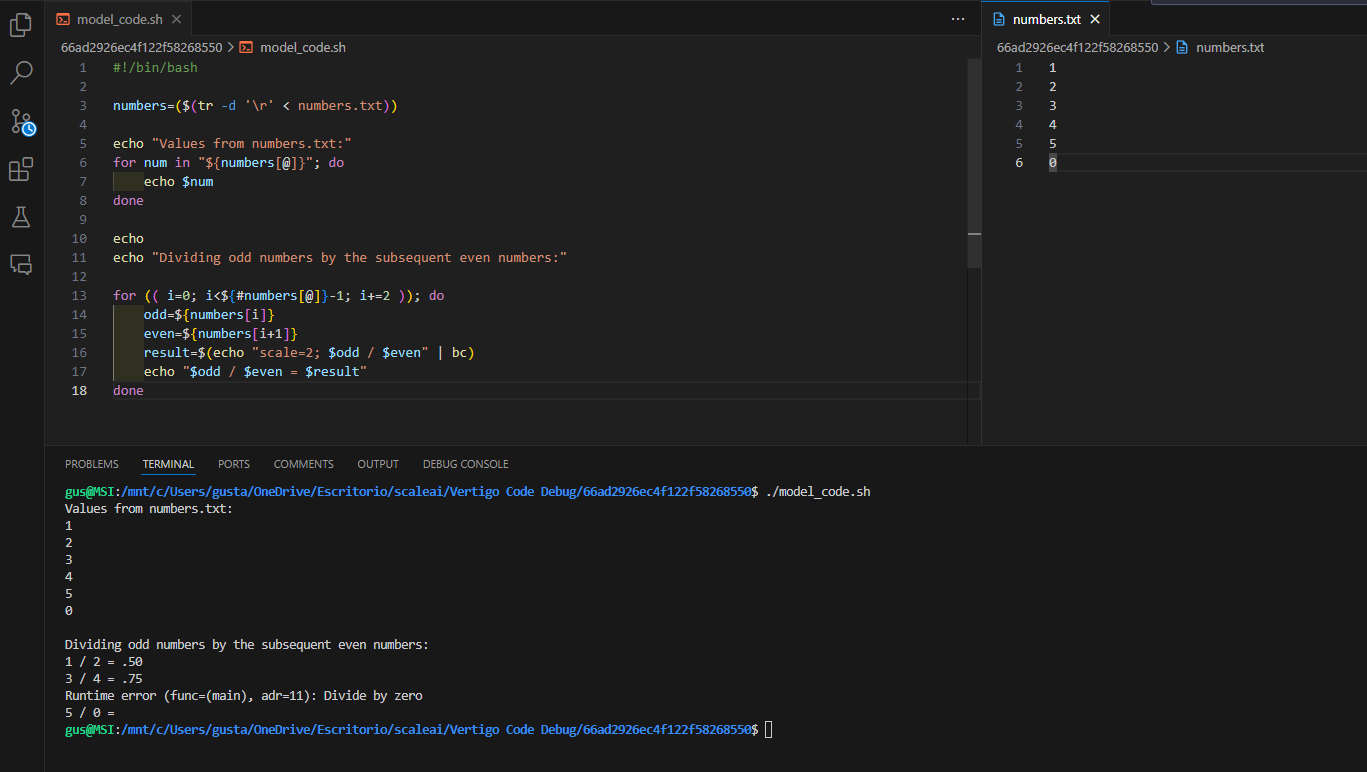 model_code.sh
66ad2926ec4f122f58268550 > model_code.sh
1 #!/bin/bash
2
3 numbers=($(tr -d '\r' < numbers.txt))
4
5 echo "Values from numbers.txt:"
6 for num in "${numbers[@]}"; do
7 echo $num
8 done
9
10 echo
11 echo "Dividing odd numbers by the subsequent even numbers:"
12
13 for (( i=0; i<${#numbers[@]}-1; i+=2 )); do
14 odd=${numbers[i]}
15 even=${numbers[i+1]}
16 result=$(echo "scale=2; $odd / $even" | bc)
17 echo "$odd / $even = $result"
18 done
numbers.txt
66ad2926ec4f122f58268550 > numbers.txt
1 1
2 2
3 3
4 4
5 5
6 0
PROBLEMS TERMINAL PORTS COMMENTS OUTPUT DEBUG CONSOLE
gus@MSI:/mnt/c/Users/gusta/OneDrive/Escritorio/scaleai/Vertigo Code Debug/66ad2926ec4f122f58268550$ ./model_code.sh
Values from numbers.txt:
1
2
3
4
5
0
Dividing odd numbers by the subsequent even numbers:
1 / 2 = .50
3 / 4 = .75
Runtime error (func=(main), adr=11): Divide by zero
5 / 0 =
gus@MSI:/mnt/c/Users/gusta/OneDrive/Escritorio/scaleai/Vertigo Code Debug/66ad2926ec4f122f58268550$